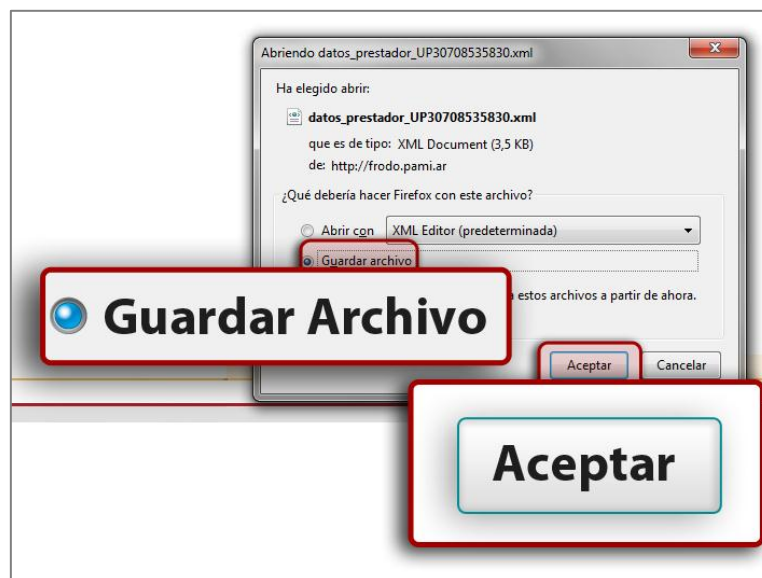 Abriendo datos_prestador_UP30708535830.xml
Ha elegido abrir:
datos_prestador_UP30708535830.xml
que es de tipo: XML Document (3,5 KB)
de: http://frodo.pami.ar
¿Qué debería hacer Firefox con este archivo?
Abrir con XML Editor (predeterminada)
Guardar archivo
estos archivos a partir de ahora.
Guardar Archivo
Aceptar Cancelar
Aceptar